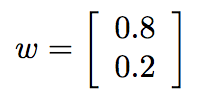 w = [ 0.8
0.2 ]